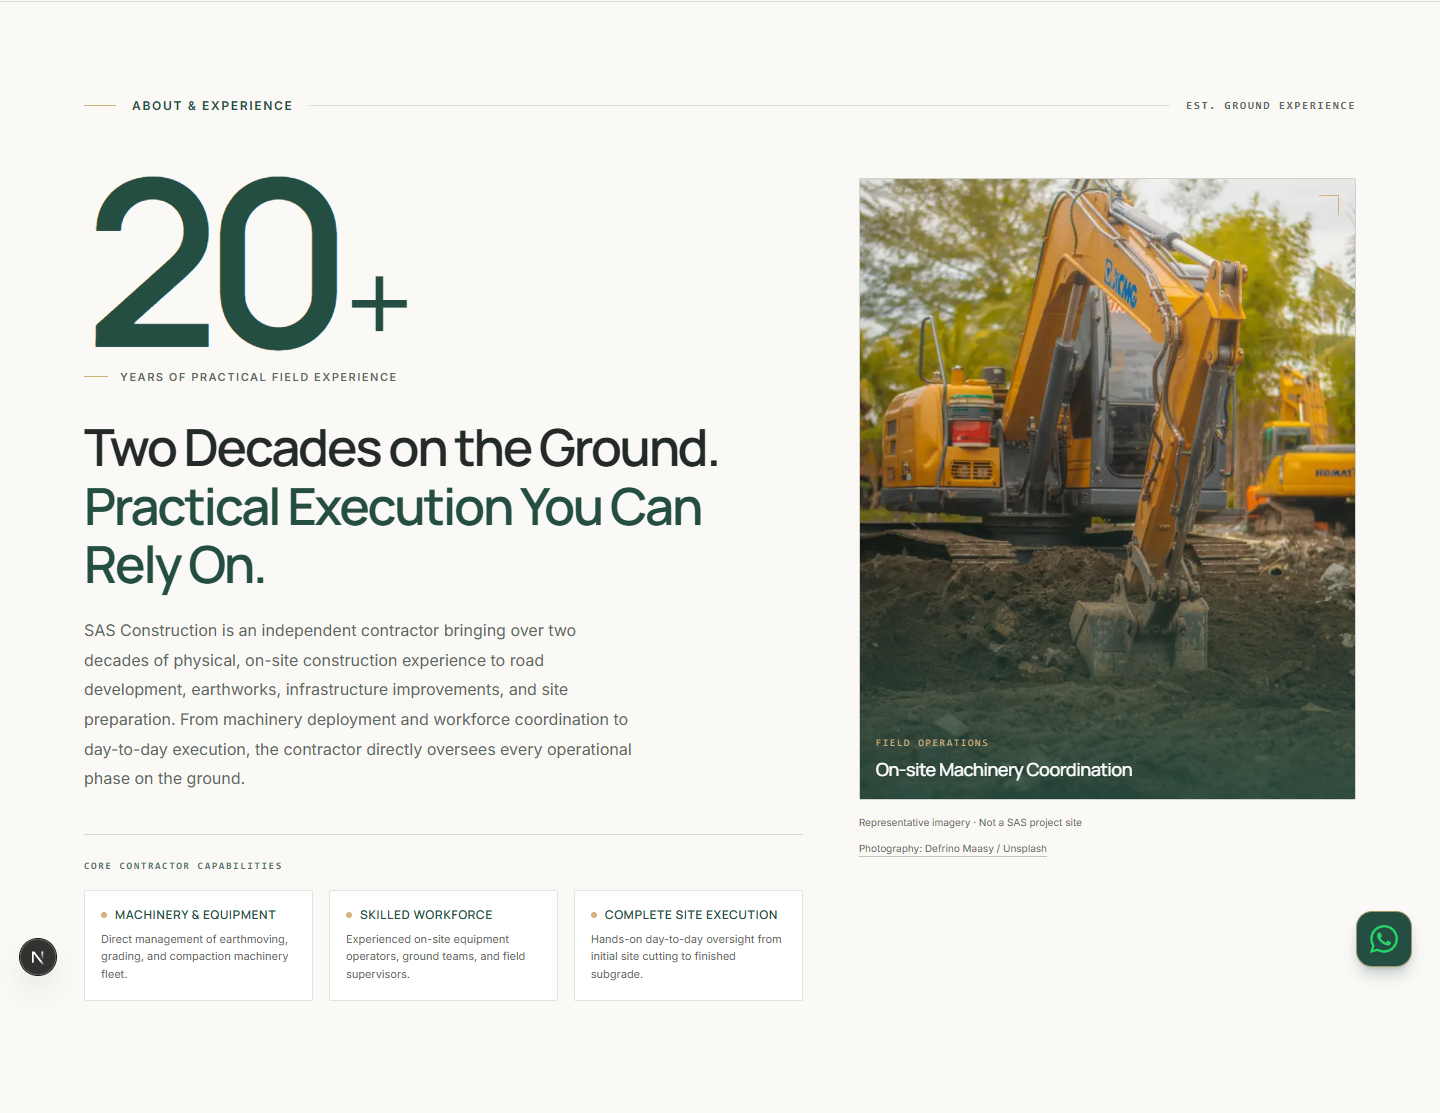 ABOUT & EXPERIENCE
EST. GROUND EXPERIENCE
20+
YEARS OF PRACTICAL FIELD EXPERIENCE
Two Decades on the Ground.
Practical Execution You Can
Rely On.
SAS Construction is an independent contractor bringing over two
decades of physical, on-site construction experience to road
development, earthworks, infrastructure improvements, and site
preparation. From machinery deployment and workforce coordination to
day-to-day execution, the contractor directly oversees every operational
phase on the ground.
CORE CONTRACTOR CAPABILITIES
MACHINERY & EQUIPMENT
Direct management of earthmoving,
grading, and compaction machinery
fleet.
SKILLED WORKFORCE
Experienced on-site equipment
operators, ground teams, and field
supervisors.
COMPLETE SITE EXECUTION
Hands-on day-to-day oversight from
initial site cutting to finished
subgrade.
XCMG
KOMAT
FIELD OPERATIONS
On-site Machinery Coordination
Representative imagery · Not a SAS project site
Photography: Defrino Maasy / Unsplash
N